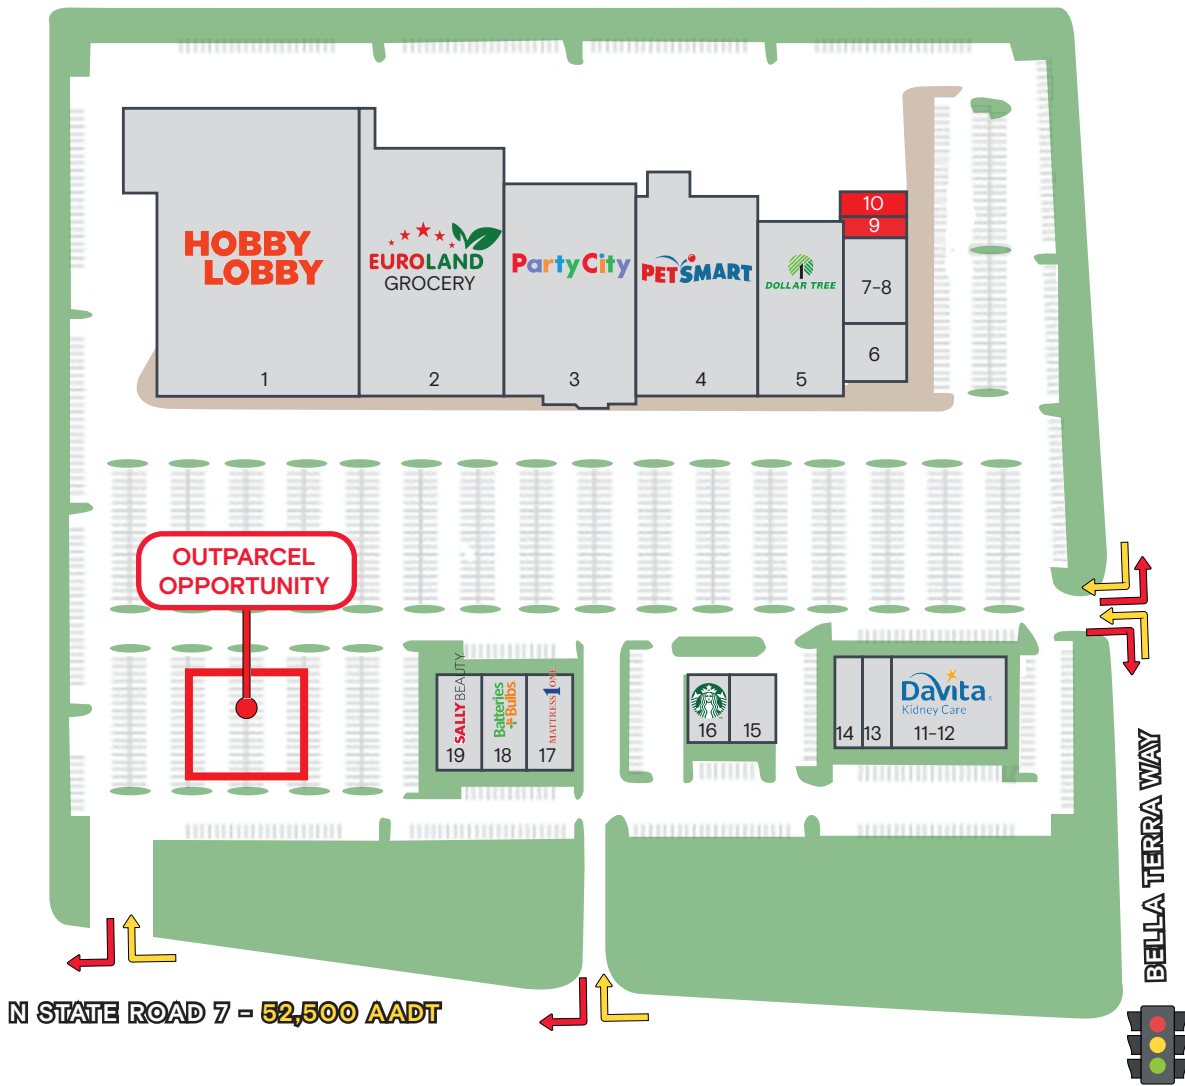 10
9
HOBBY
LOBBY
EUROLAND
GROCERY
Party City
PETSMART
DOLLAR TREE
7-8
6
1
2
3
4
5
OUTPARCEL
OPPORTUNITY
SALLY BEAUTY
Batteries
+Bulbs
MATTRESS 1 ONE
19
18
17
16
15
14
13
DaVita
Kidney Care
11-12
BELLA TERRA WAY
N STATE ROAD 7 - 52,500 AADT